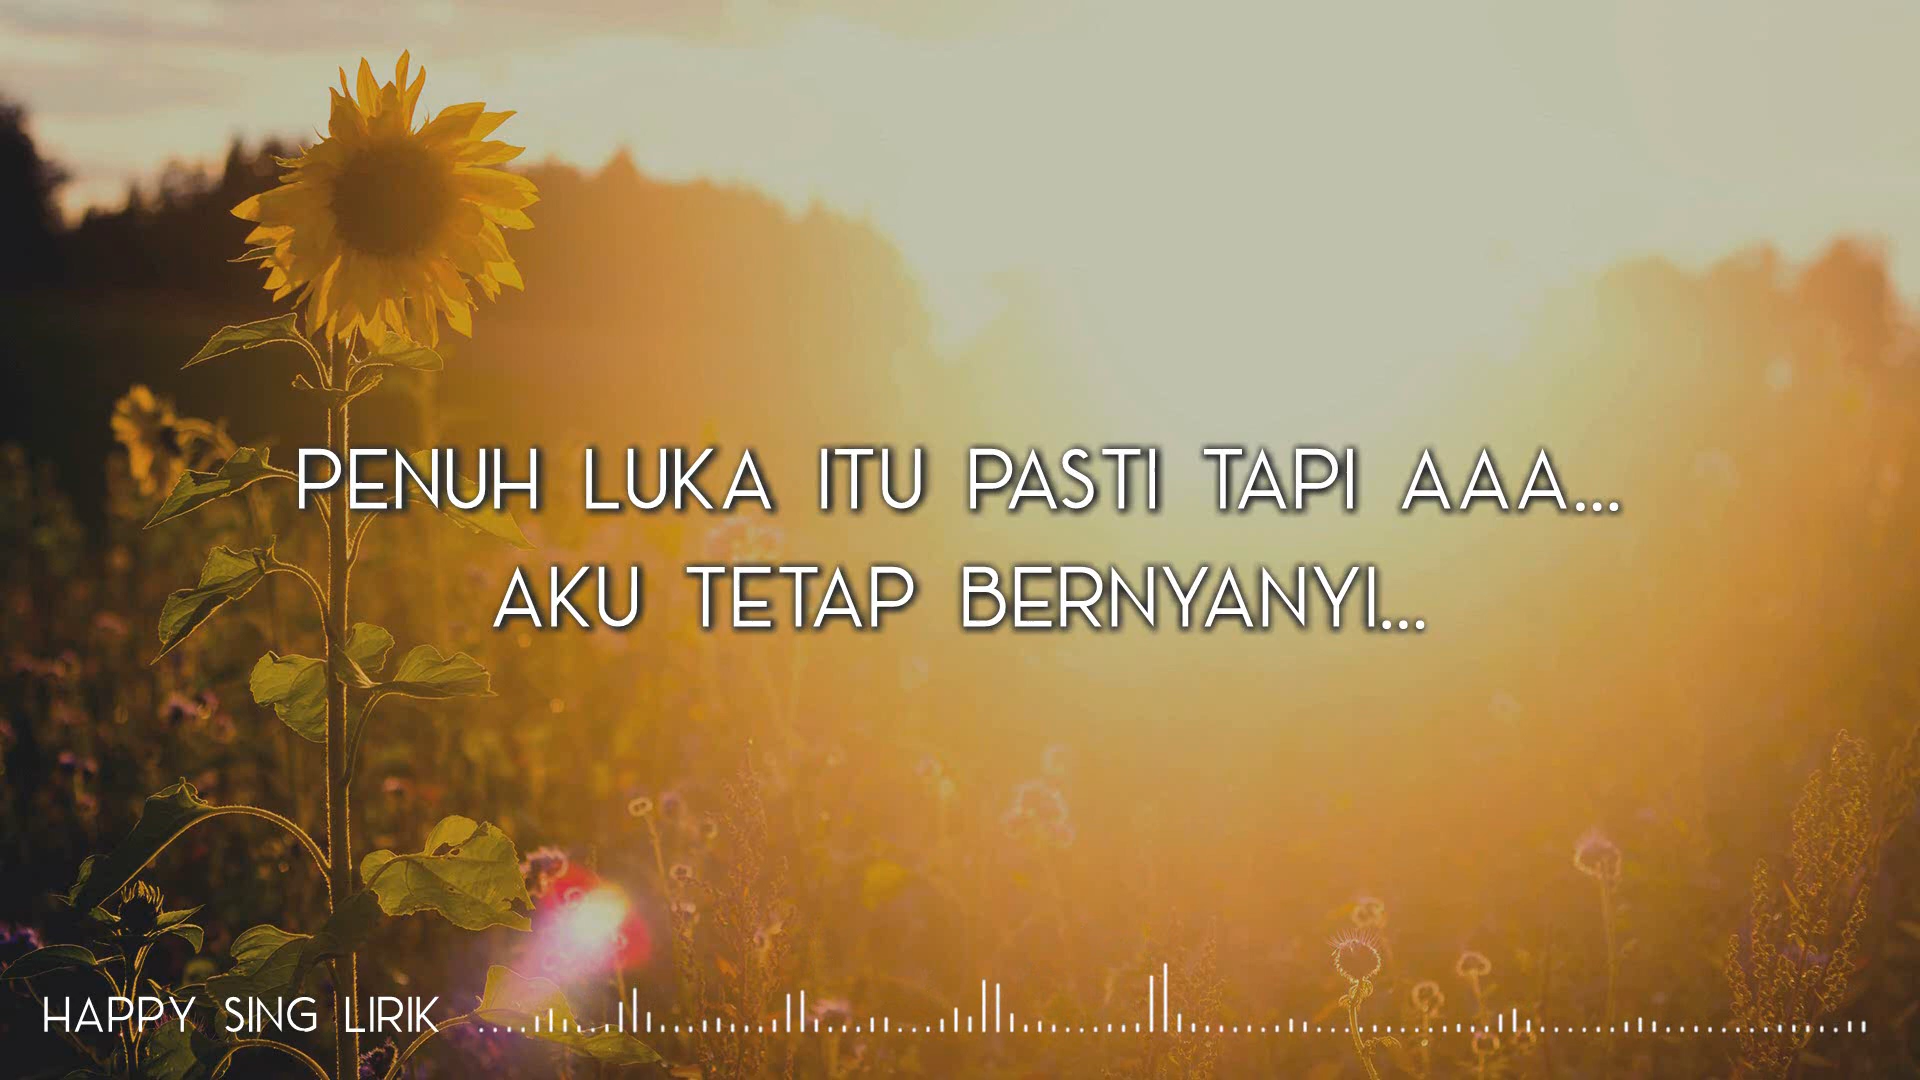 PENUH LUKA ITU PASTI TAPI AAA...
AKU TETAP BERNYANYI...
HAPPY SING LIRIK